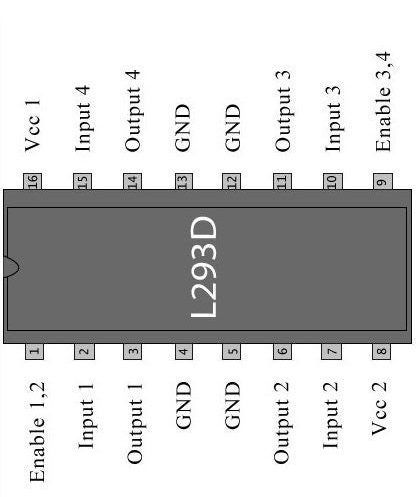 Vcc 1
Input 4
Output 4
GND
GND
Output 3
Input 3
Enable 3,4
16
15
14
13
12
11
10
9
L293D
1
2
3
4
5
6
7
8
Enable 1,2
Input 1
Output 1
GND
GND
Output 2
Input 2
Vcc 2